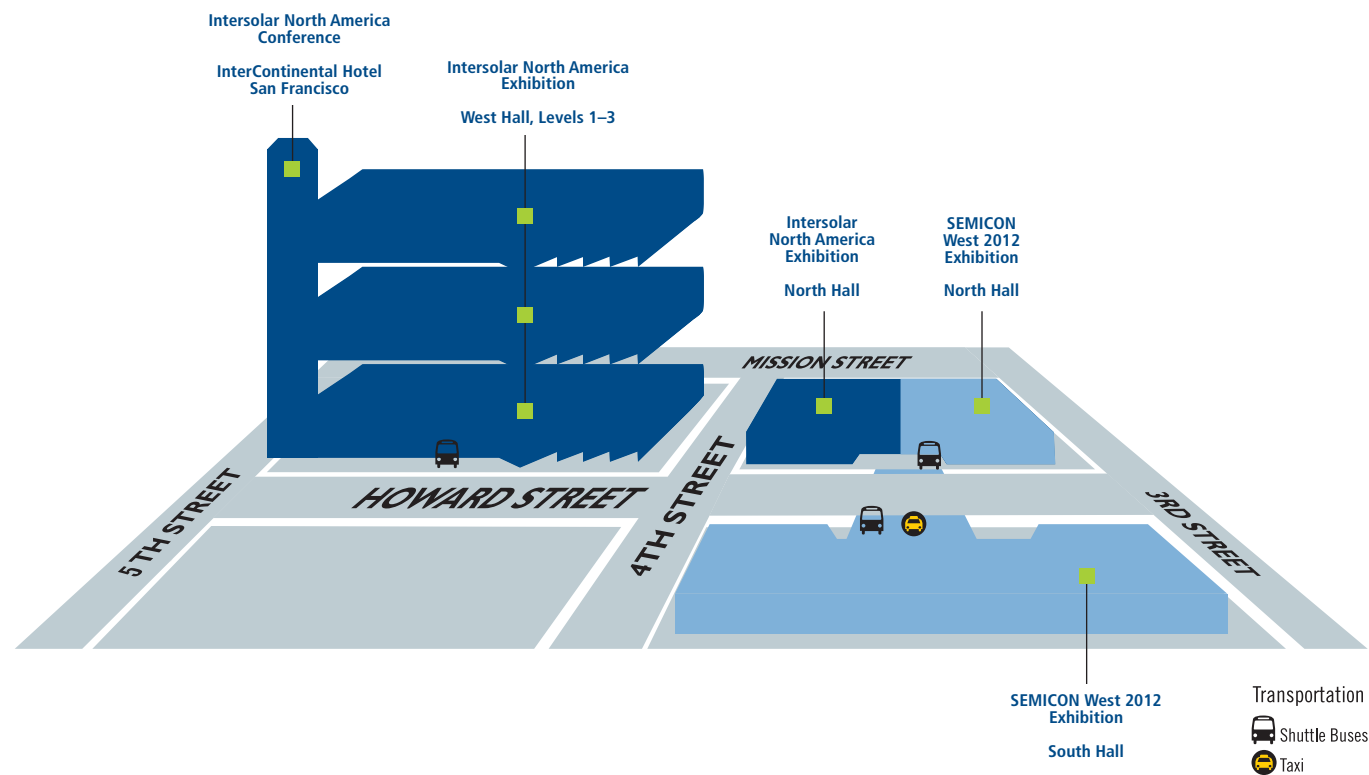 Intersolar North America
Conference
InterContinental Hotel
San Francisco
Intersolar North America
Exhibition
West Hall, Levels 1–3
Intersolar
North America
Exhibition
North Hall
SEMICON
West 2012
Exhibition
North Hall
MISSION STREET
HOWARD STREET
5 TH STREET
4TH STREET
3RD STREET
SEMICON West 2012
Exhibition
South Hall
Transportation
Shuttle Buses
Taxi